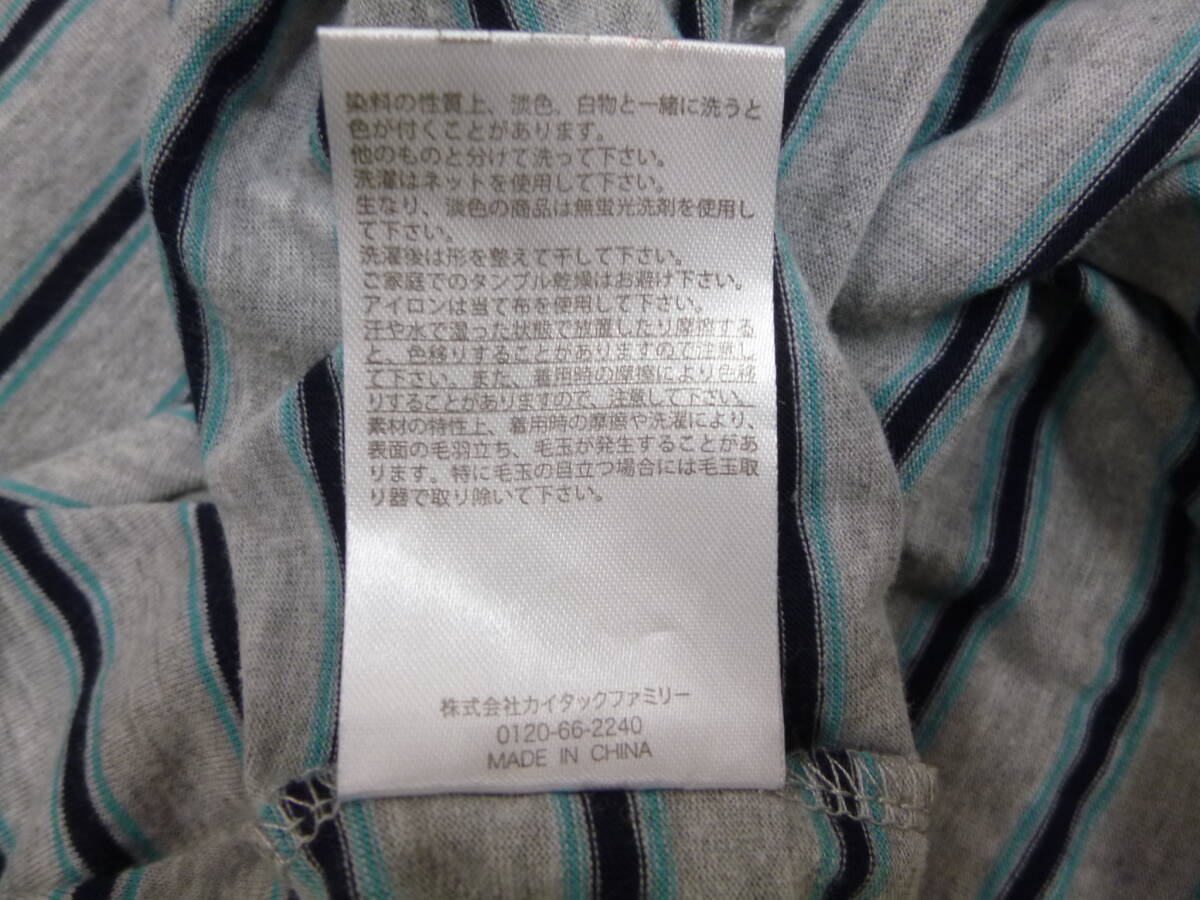 染料の性質上、淡色、白物と一緒に洗うと
色が付くことがあります。
他のものと分けて洗って下さい。
洗濯はネットを使用して下さい。
生なり、淡色の商品は無蛍光洗剤を使用し
て下さい。
洗濯後は形を整えて干して下さい。
ご家庭でのタンブル乾燥はお避け下さい。
アイロンは当て布を使用して下さい。
汗や水で湿った状態で放置したり摩擦する
と、色移りすることがありますので注意し
て下さい。また、着用時の摩擦により色移
りすることがありますので、注意して下さい。
素材の特性上、着用時の摩擦や洗濯により、
表面の毛羽立ち、毛玉が発生することがあ
ります。特に毛玉の目立つ場合には毛玉取
り器で取り除いて下さい。
株式会社カイタックファミリー
0120-66-2240
MADE IN CHINA